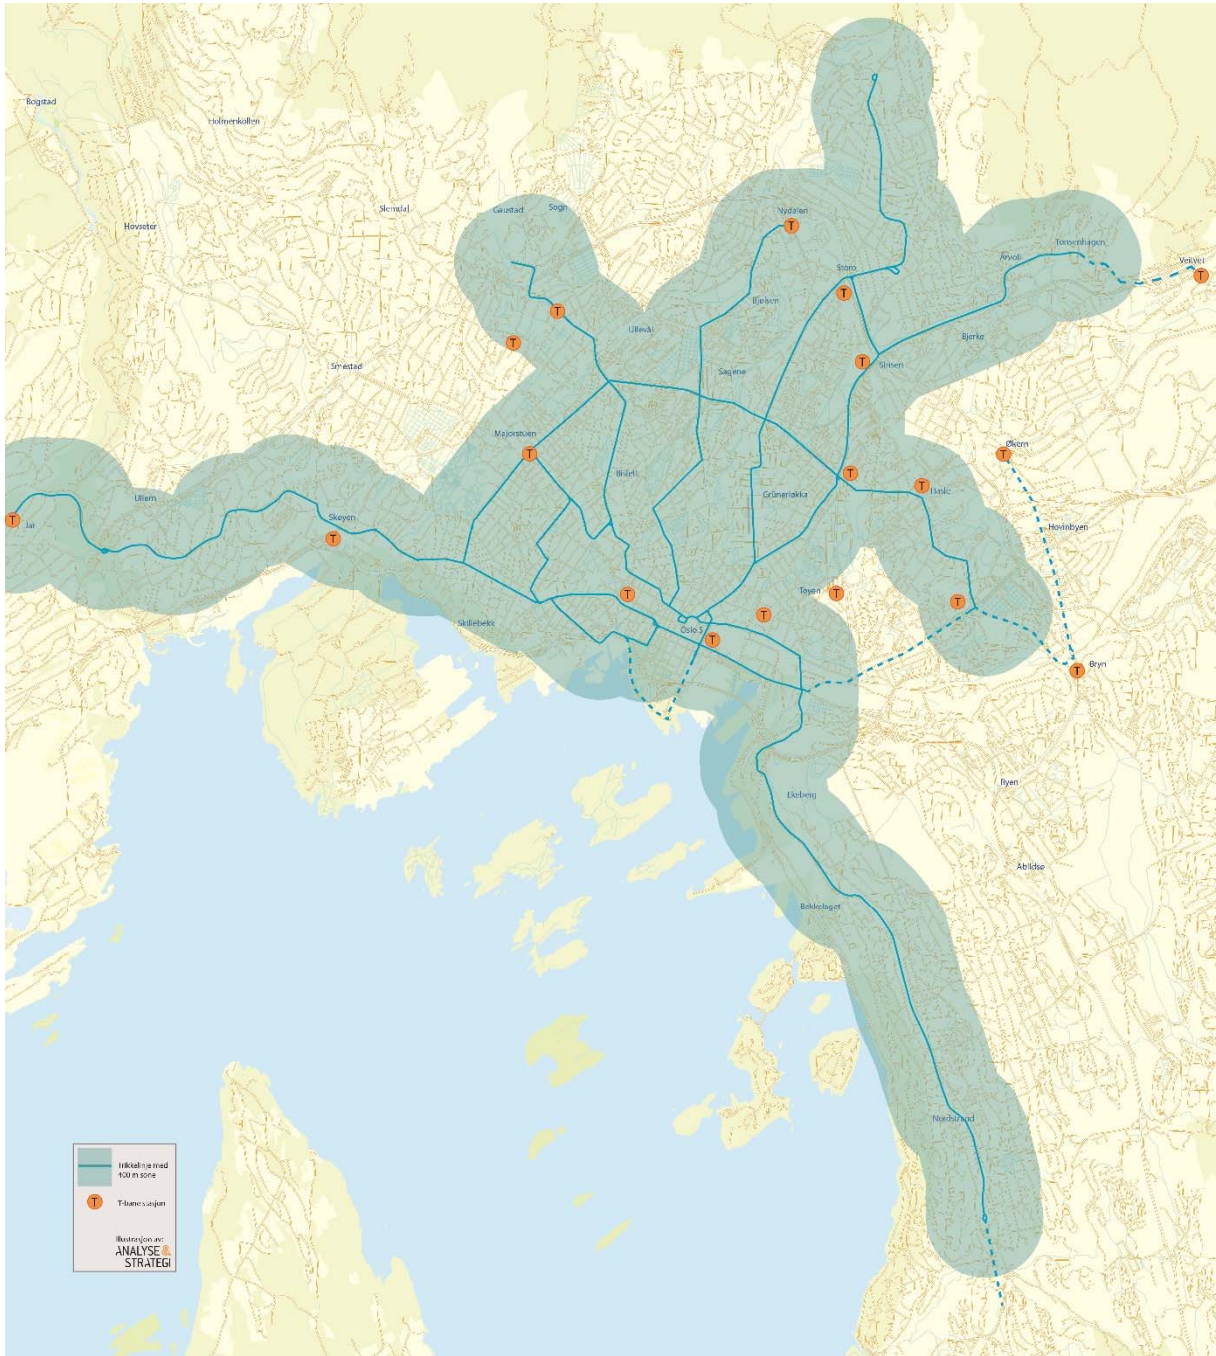 Bogstad
Holmenkollen
Slemdal
Gaustad
Sogn
Nydalen
Hovseter
Tonsenhagen
Årvoll
Veitvet
T
Storo
T
T
T
T
Bjølsen
Ullevål
Bjerke
T
Sinsen
T
Smestad
Sagene
Majorstuen
T
Økern
T
Bislett
T
Hasle
T
Ullern
Grünerløkka
Jar
T
Skøyen
T
Hovinbyen
Tøyen
T
T
T
T
Skillebekk
Oslo S
T
Bryn
T
Ryen
Ekeberg
Abildsø
Bekkelaget
Nordstrand
Trikkelinje med
400 m sone
T
T-banestasjon
Illustrasjon av:
ANALYSE &
STRATEGI